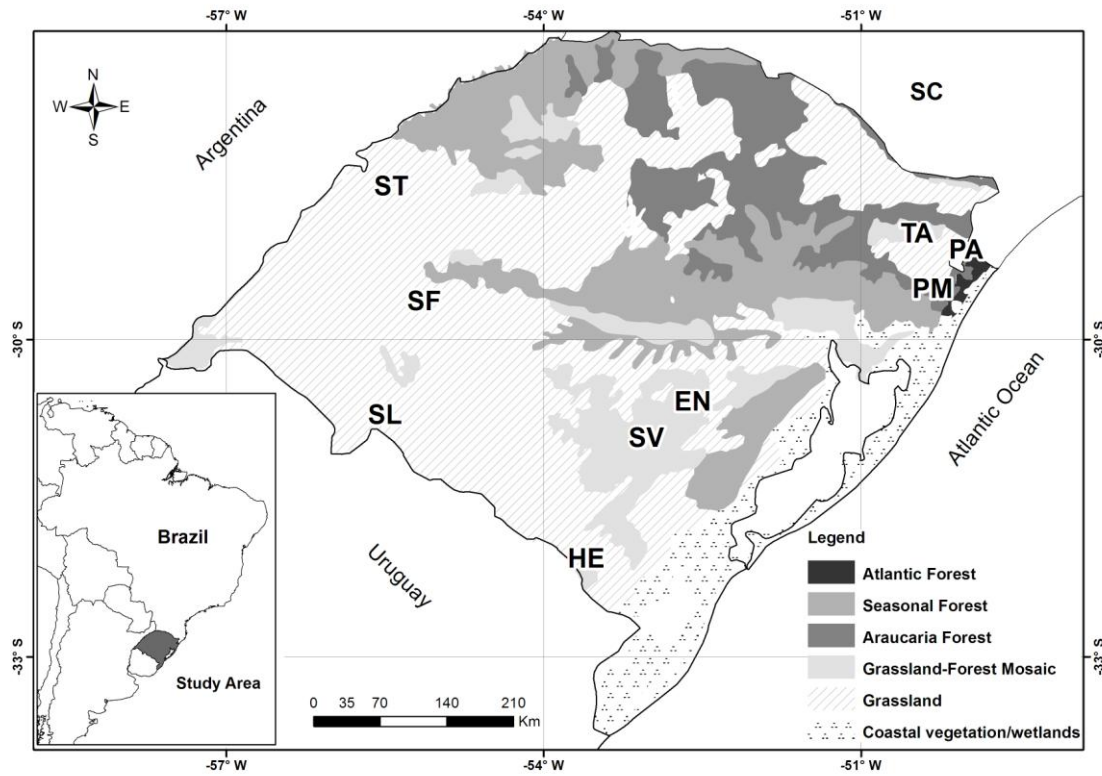 -57° W
-54° W
-51° W
N
W E
S
SC
Argentina
ST
TA
PA
PM
SF
-30° S
-30° S
EN
SL
SV
Atlantic Ocean
Brazil
HE
Uruguay
Legend
Atlantic Forest
Seasonal Forest
Araucaria Forest
-33° S
-33° S
Grassland-Forest Mosaic
Study Area
0 35 70 140 210
Km
Grassland
Coastal vegetation/wetlands
-57° W
-54° W
-51° W